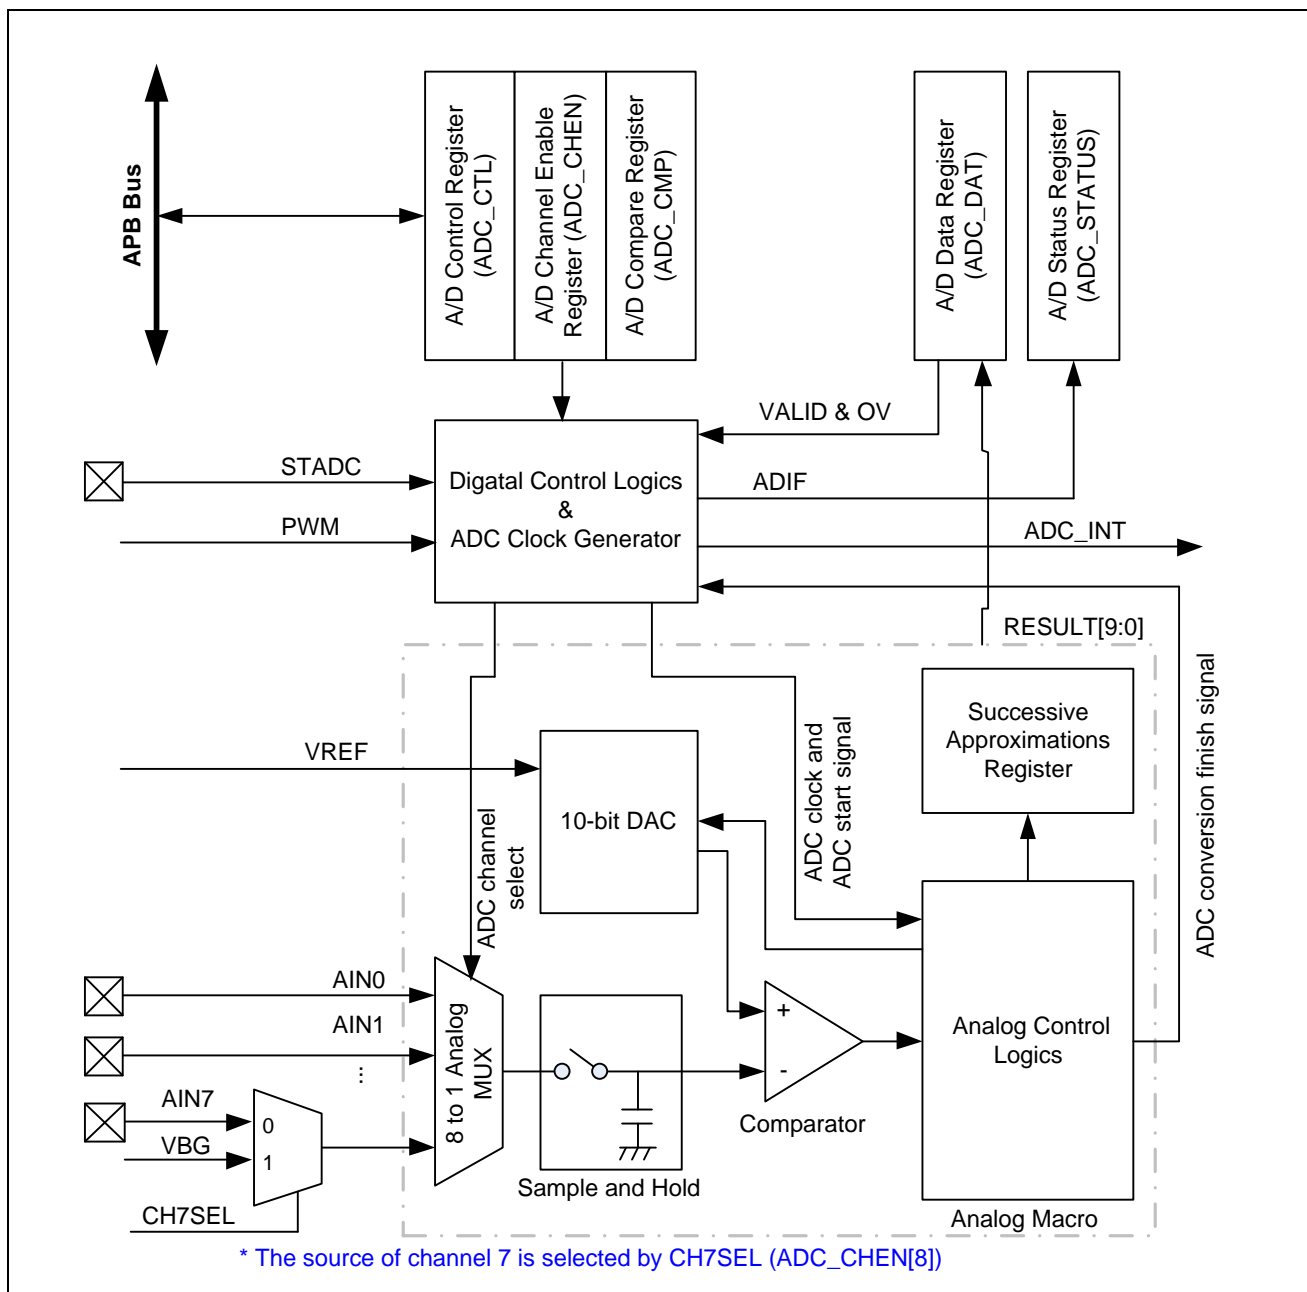 APB Bus
A/D Control Register
(ADC_CTL)
A/D Channel Enable
Register (ADC_CHEN)
A/D Compare Register
(ADC_CMP)
A/D Data Register
(ADC_DAT)
A/D Status Register
(ADC_STATUS)
VALID & OV
STADC
PWM
Digatal Control Logics
&
ADC Clock Generator
ADIF
ADC_INT
RESULT[9:0]
VREF
ADC channel
select
10-bit DAC
ADC clock and
ADC start signal
Successive
Approximations
Register
ADC conversion finish signal
AIN0
AIN1
...
AIN7
VBG
0
1
CH7SEL
8 to 1 Analog
MUX
Sample and Hold
+
-
Comparator
Analog Control
Logics
Analog Macro
* The source of channel 7 is selected by CH7SEL (ADC_CHEN[8])